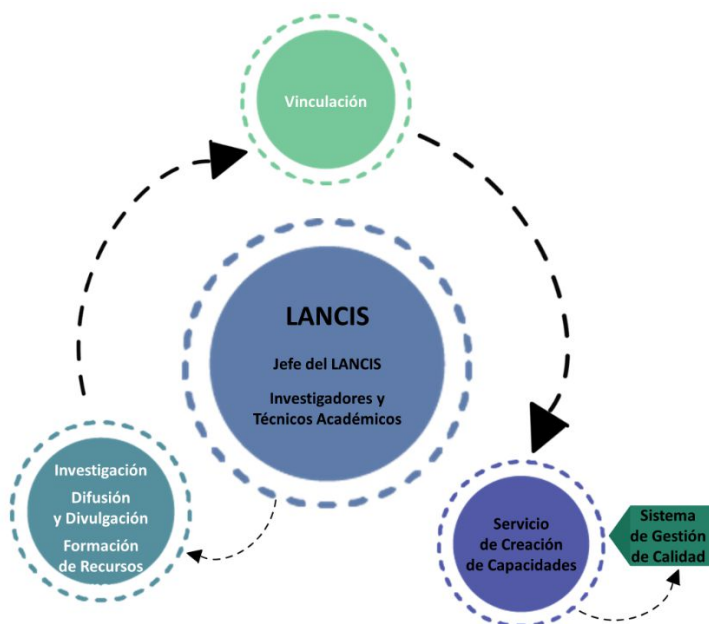 Vinculación
LANCIS
Jefe del LANCIS
Investigadores y
Técnicos Académicos
Investigación
Difusión
y Divulgación
Formación
de Recursos
Servicio
de Creación
de Capacidades
Sistema
de Gestión
de Calidad